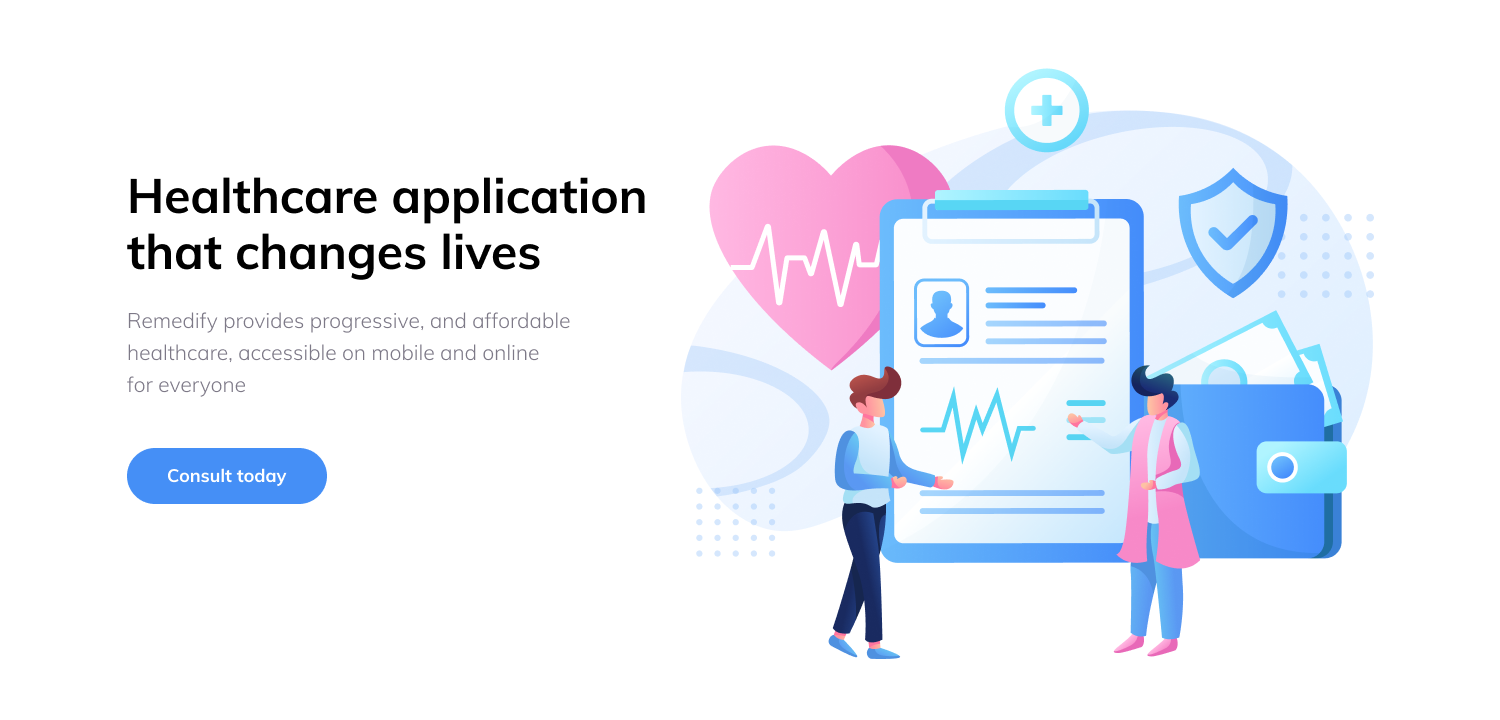 Healthcare application
that changes lives
Remedify provides progressive, and affordable
healthcare, accessible on mobile and online
for everyone
Consult today